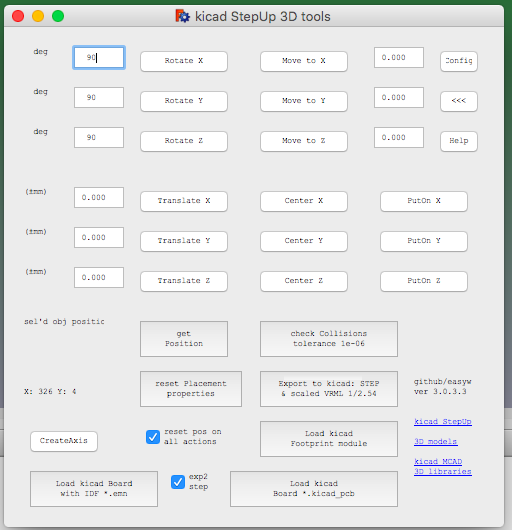 kicad StepUp 3D tools
deg 90 Rotate X Move to X 0.000 Config
deg 90 Rotate Y Move to Y 0.000 <<<
deg 90 Rotate Z Move to Z 0.000 Help
(±mm) 0.000 Translate X Center X PutOn X
(±mm) 0.000 Translate Y Center Y PutOn Y
(±mm) 0.000 Translate Z Center Z PutOn Z
sel'd obj positic
get
Position
check Collisions
tolerance 1e-06
X: 326 Y: 4
reset Placement
properties
Export to kicad: STEP
& scaled VRML 1/2.54
github/easyw
ver 3.0.3.3
CreateAxis
reset pos on
all actions
Load kicad
Footprint module
kicad StepUp
3D models
kicad MCAD
3D libraries
Load kicad Board
with IDF *.emn
exp2
step
Load kicad
Board *.kicad_pcb